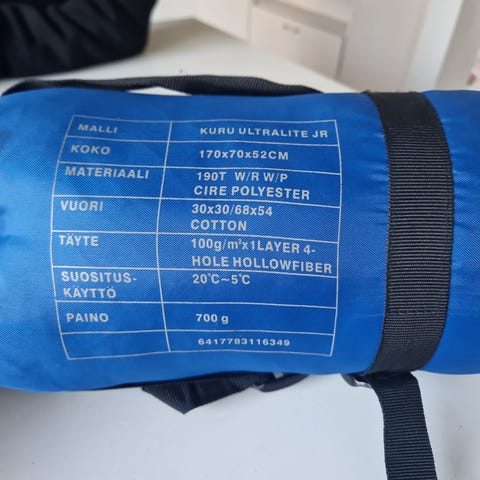 MALLI KURU ULTRALITE JR
KOKO 170x70x52CM
MATERIAALI 190T W/R W/P
CIRE POLYESTER
VUORI 30x30/68x54
COTTON
TÄYTE 100g/m²x1LAYER 4-
HOLE HOLLOWFIBER
SUOSITUS- 20℃~5℃
KÄYTTÖ
PAINO 700 g
6417783116349